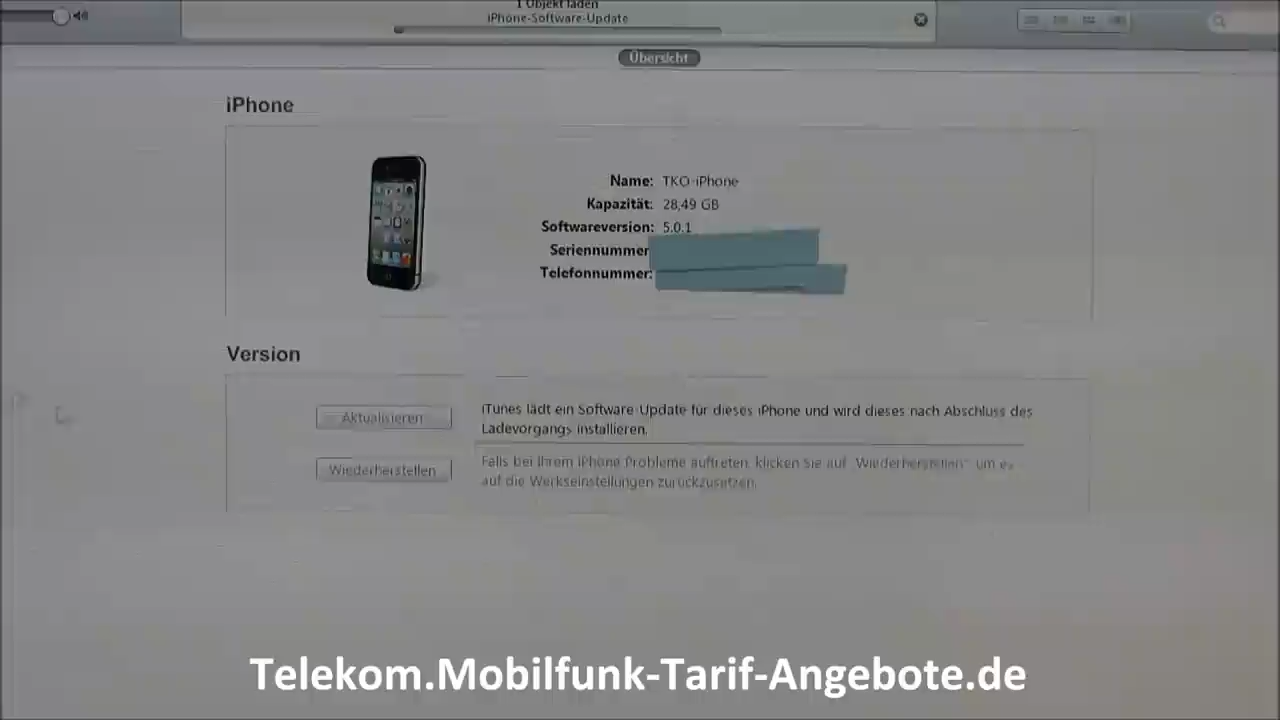 1 Objekt laden
iPhone-Software-Update
Übersicht
iPhone
Name: TKO-iPhone
Kapazität: 28,49 GB
Softwareversion: 5.0.1
Seriennummer
Telefonnummer:
Version
Aktualisieren
iTunes lädt ein Software-Update für dieses iPhone und wird dieses nach Abschluss des
Ladevorgangs installieren.
Wiederherstellen
Falls bei Ihrem iPhone Probleme auftreten, klicken Sie auf "Wiederherstellen" um es
auf die Werkseinstellungen zurückzusetzen.
Telekom.Mobilfunk-Tarif-Angebote.de